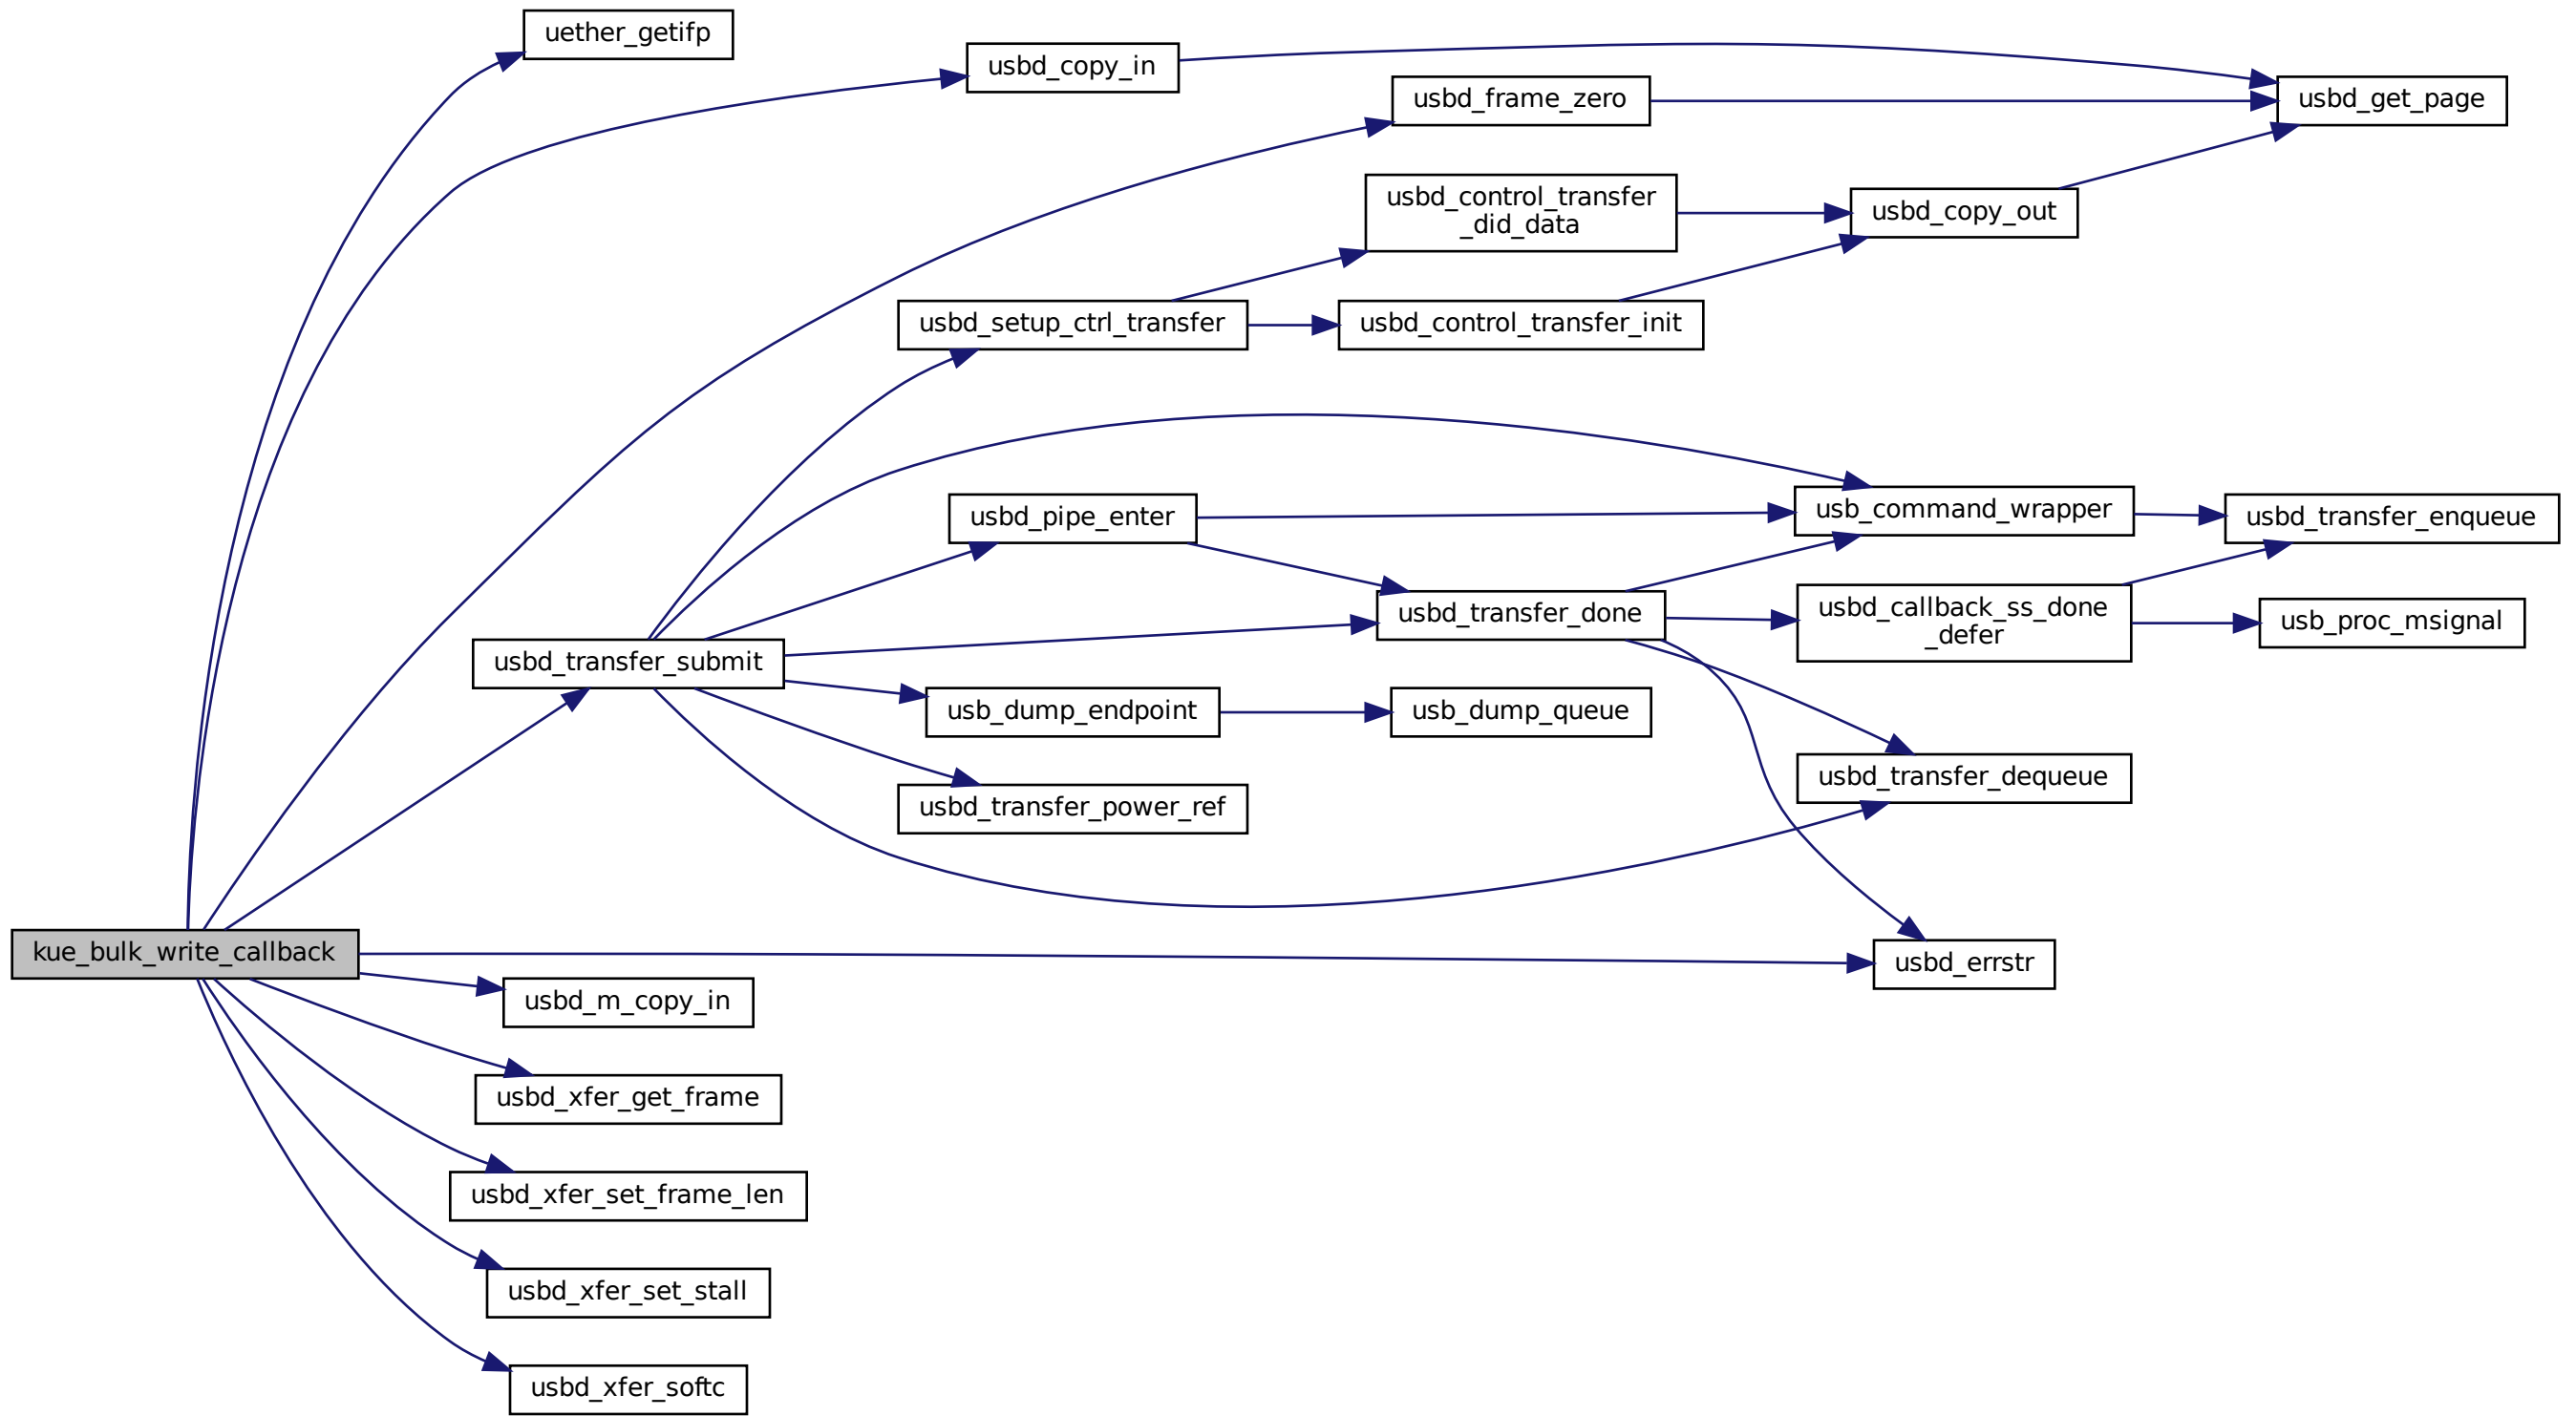 uether_getifp
usbd_copy_in
usbd_frame_zero
usbd_get_page
usbd_control_transfer
_did_data
usbd_copy_out
usbd_setup_ctrl_transfer
usbd_control_transfer_init
usbd_pipe_enter
usb_command_wrapper
usbd_transfer_enqueue
usbd_transfer_done
usbd_callback_ss_done
_defer
usb_proc_msignal
usbd_transfer_submit
usb_dump_endpoint
usb_dump_queue
usbd_transfer_dequeue
usbd_transfer_power_ref
kue_bulk_write_callback
usbd_errstr
usbd_m_copy_in
usbd_xfer_get_frame
usbd_xfer_set_frame_len
usbd_xfer_set_stall
usbd_xfer_softc